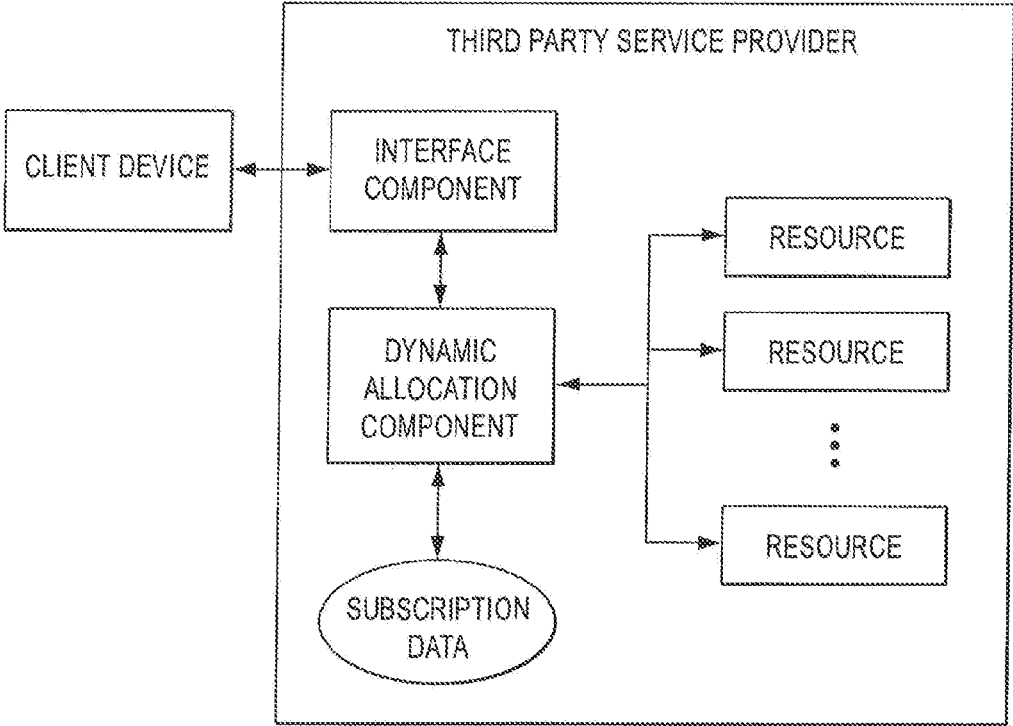 THIRD PARTY SERVICE PROVIDER
CLIENT DEVICE
INTERFACE
COMPONENT
RESOURCE
DYNAMIC
ALLOCATION
COMPONENT
RESOURCE
RESOURCE
SUBSCRIPTION
DATA